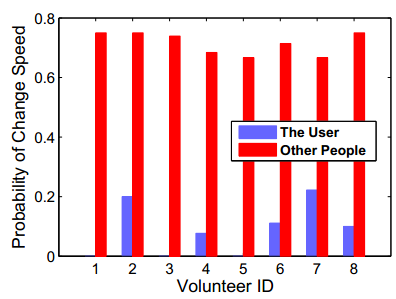 Probability of Change Speed
0.8
0.6
0.4
0.2
0
The User
Other People
1 2 3 4 5 6 7 8
Volunteer ID